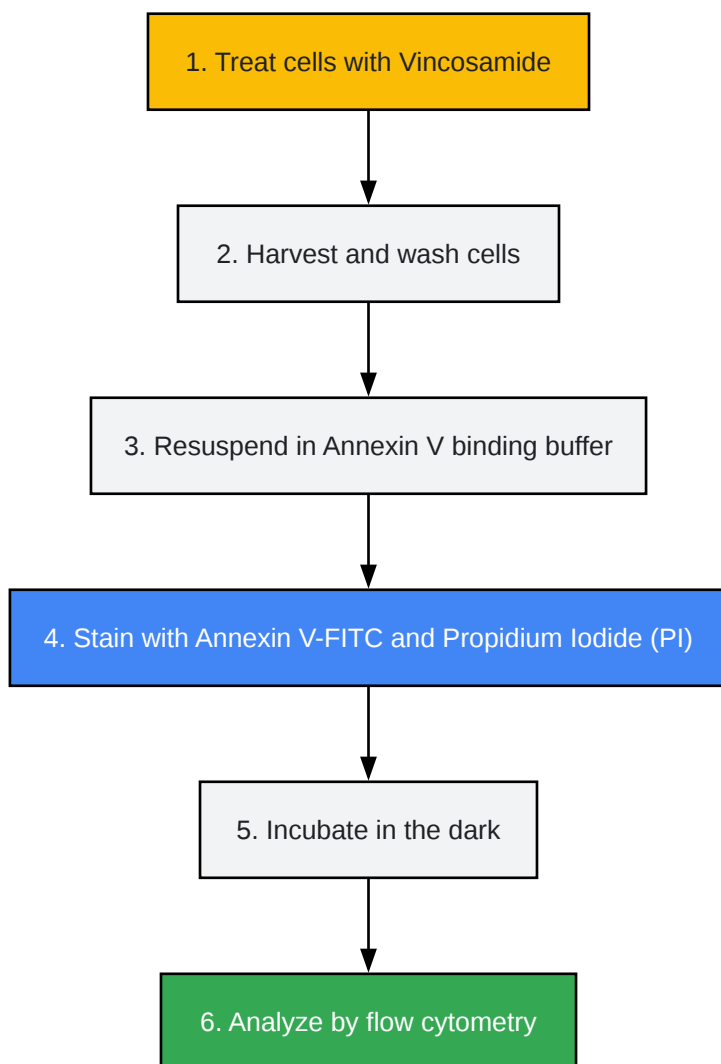 1. Treat cells with Vincosamide
2. Harvest and wash cells
3. Resuspend in Annexin V binding buffer
4. Stain with Annexin V-FITC and Propidium Iodide (PI)
5. Incubate in the dark
6. Analyze by flow cytometry